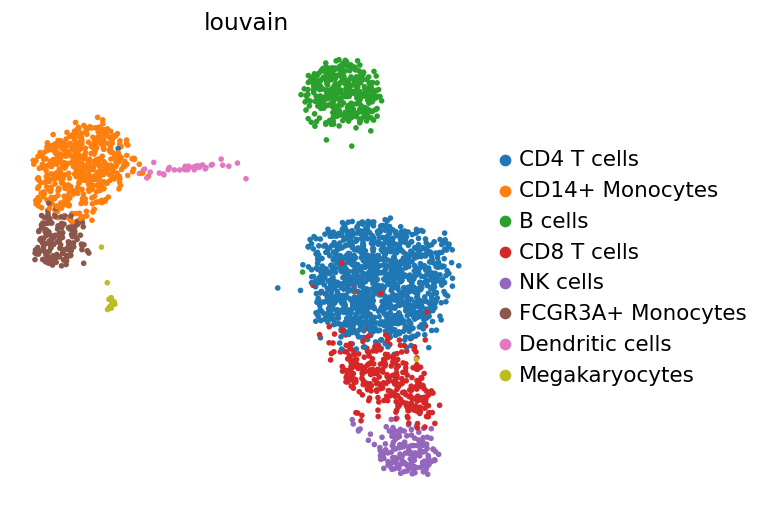 louvain
CD4 T cells
CD14+ Monocytes
B cells
CD8 T cells
NK cells
FCGR3A+ Monocytes
Dendritic cells
Megakaryocytes